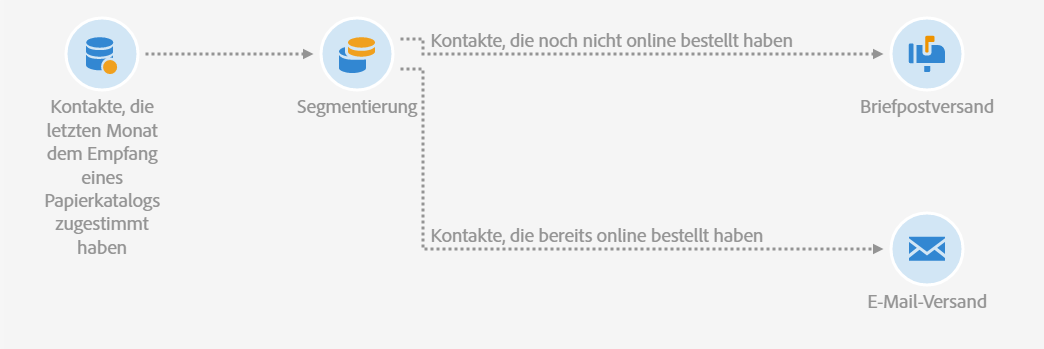 Kontakte, die
letzten Monat
dem Empfang
eines
Papierkatalogs
zugestimmt
haben
Segmentierung
Kontakte, die noch nicht online bestellt haben
Briefpostversand
Kontakte, die bereits online bestellt haben
E-Mail-Versand